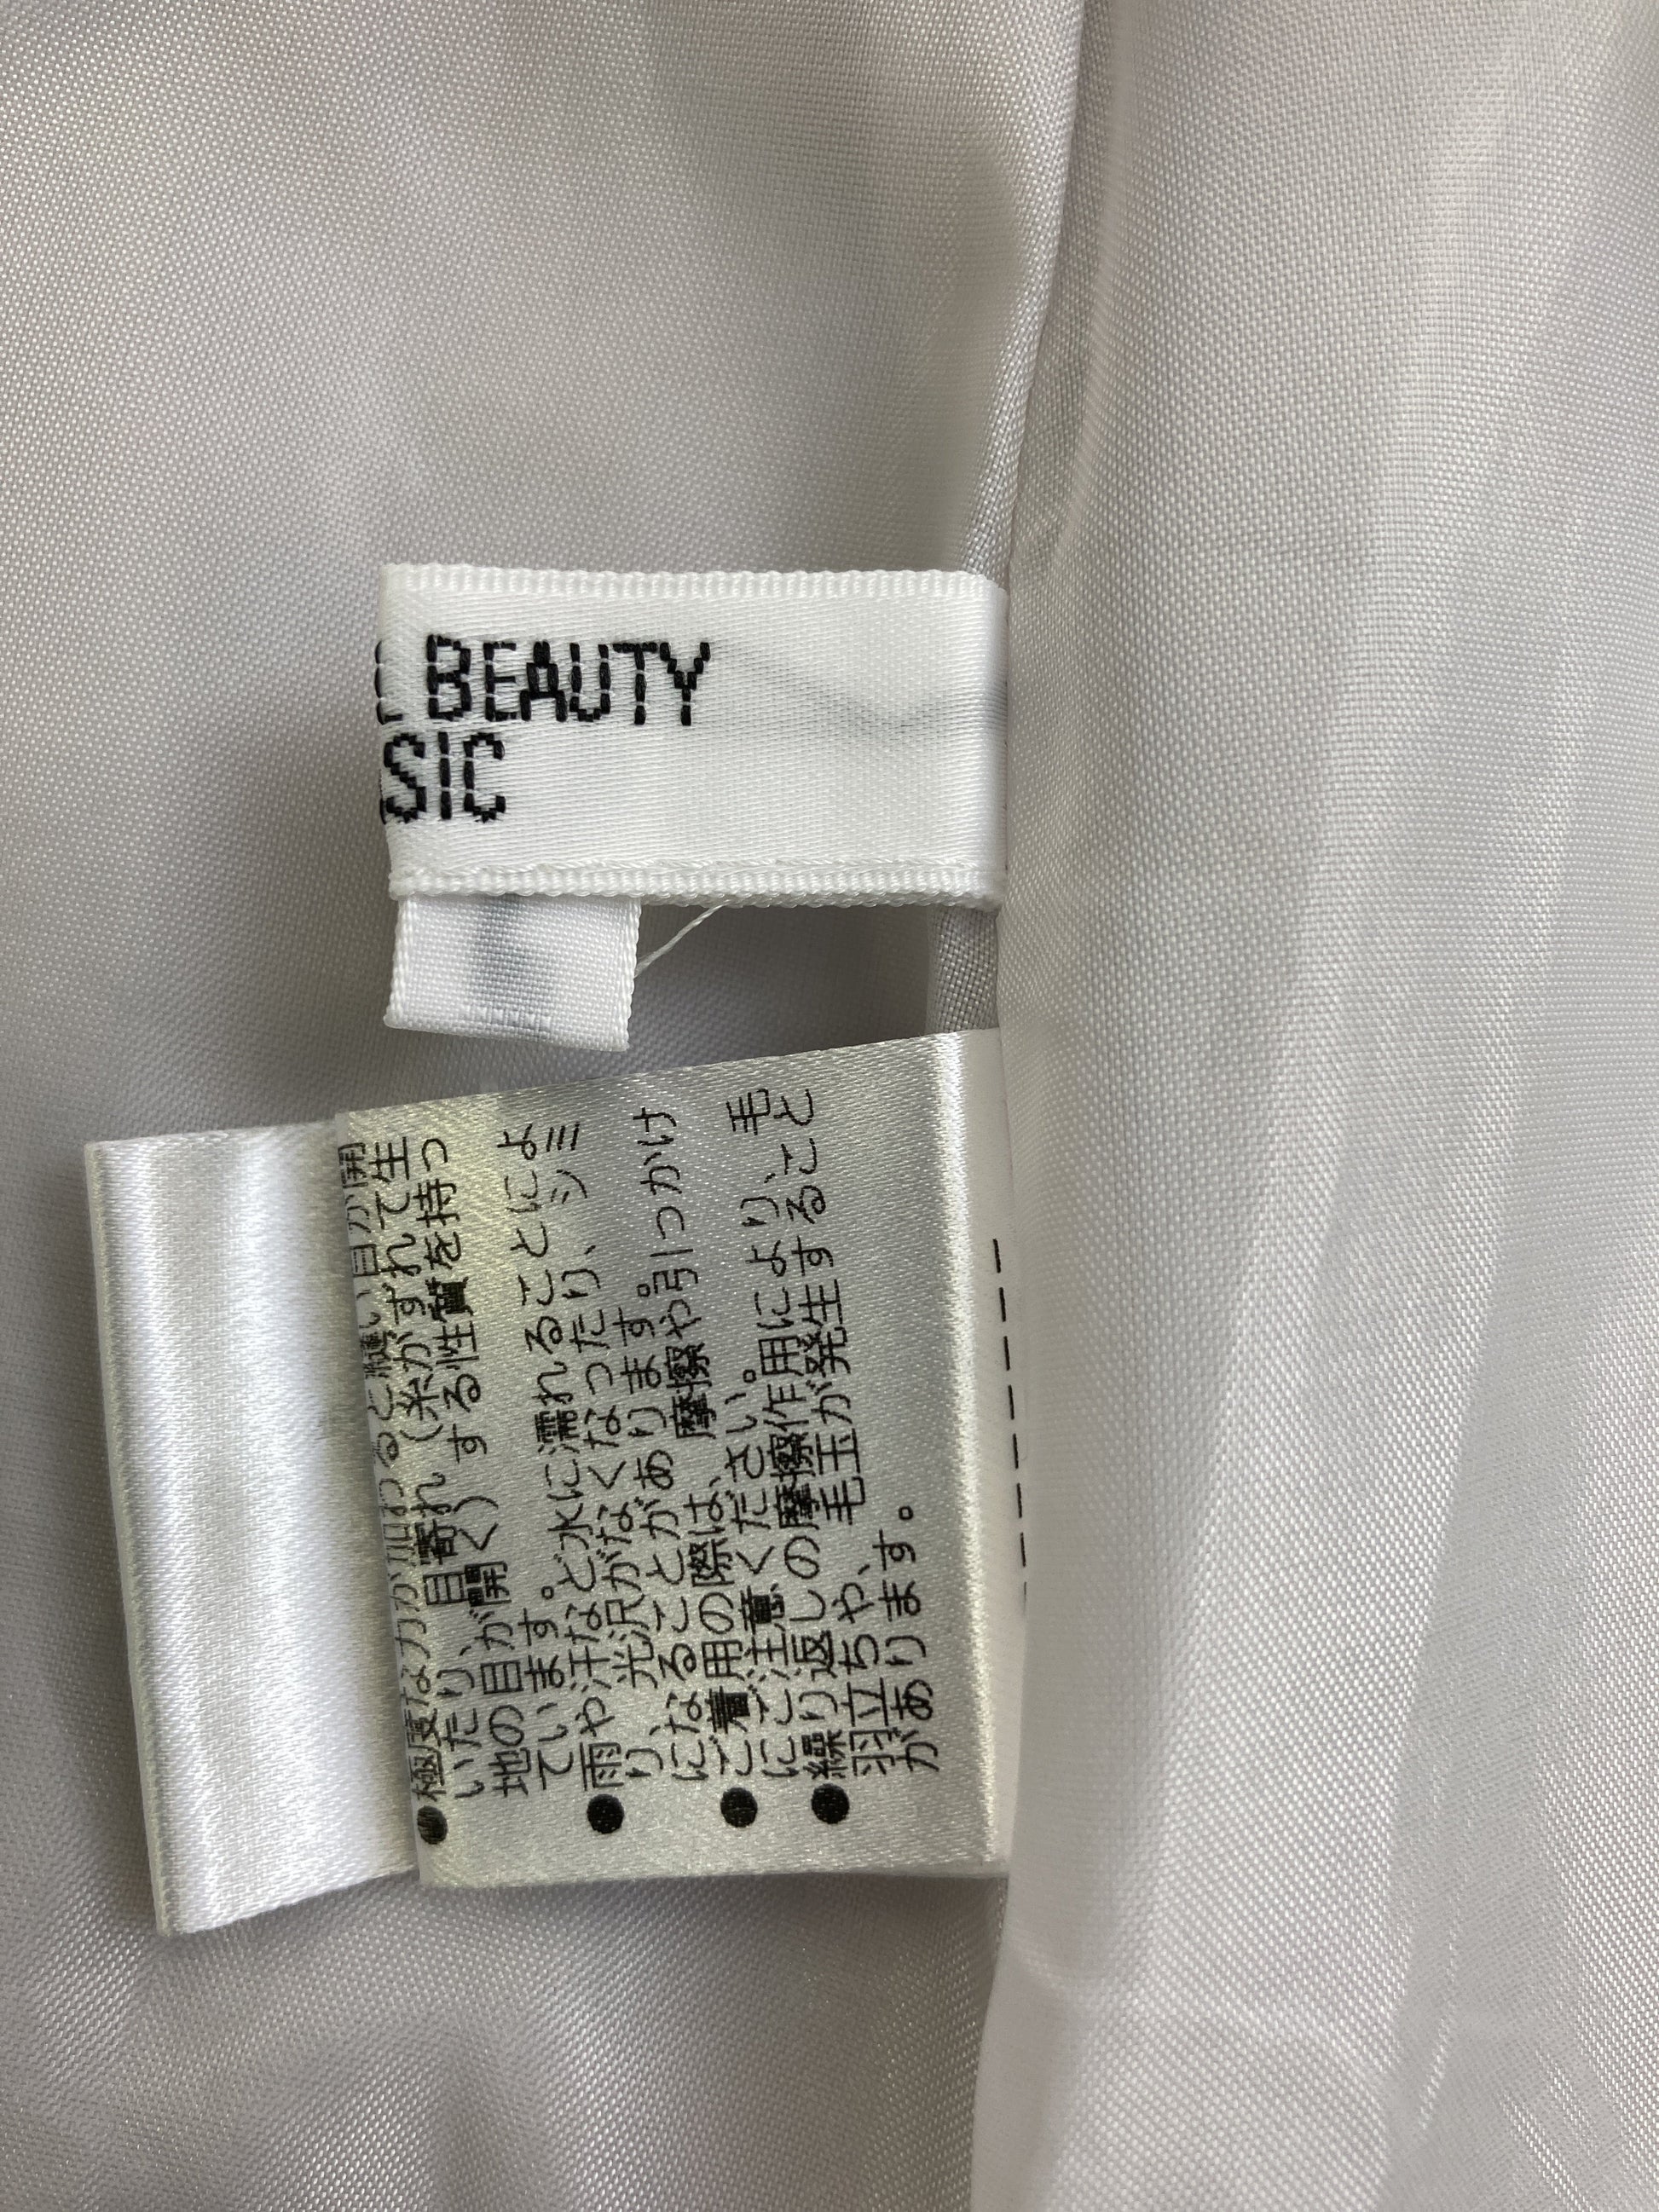 BEAUTY
SIC
●極度な力が加わると縫い目が開
いたり、目寄れ(糸がずれて生
地の目が開く)する性質を持っ
ています。
●雨や汗など水に濡れることによ
り、光沢がなくなったり、シミ
になることがあります。
●ご着用の際は、摩擦や引っかけ
にご注意ください。
●繰り返しの摩擦作用により、毛
羽立ちや、毛玉が発生すること
があります。